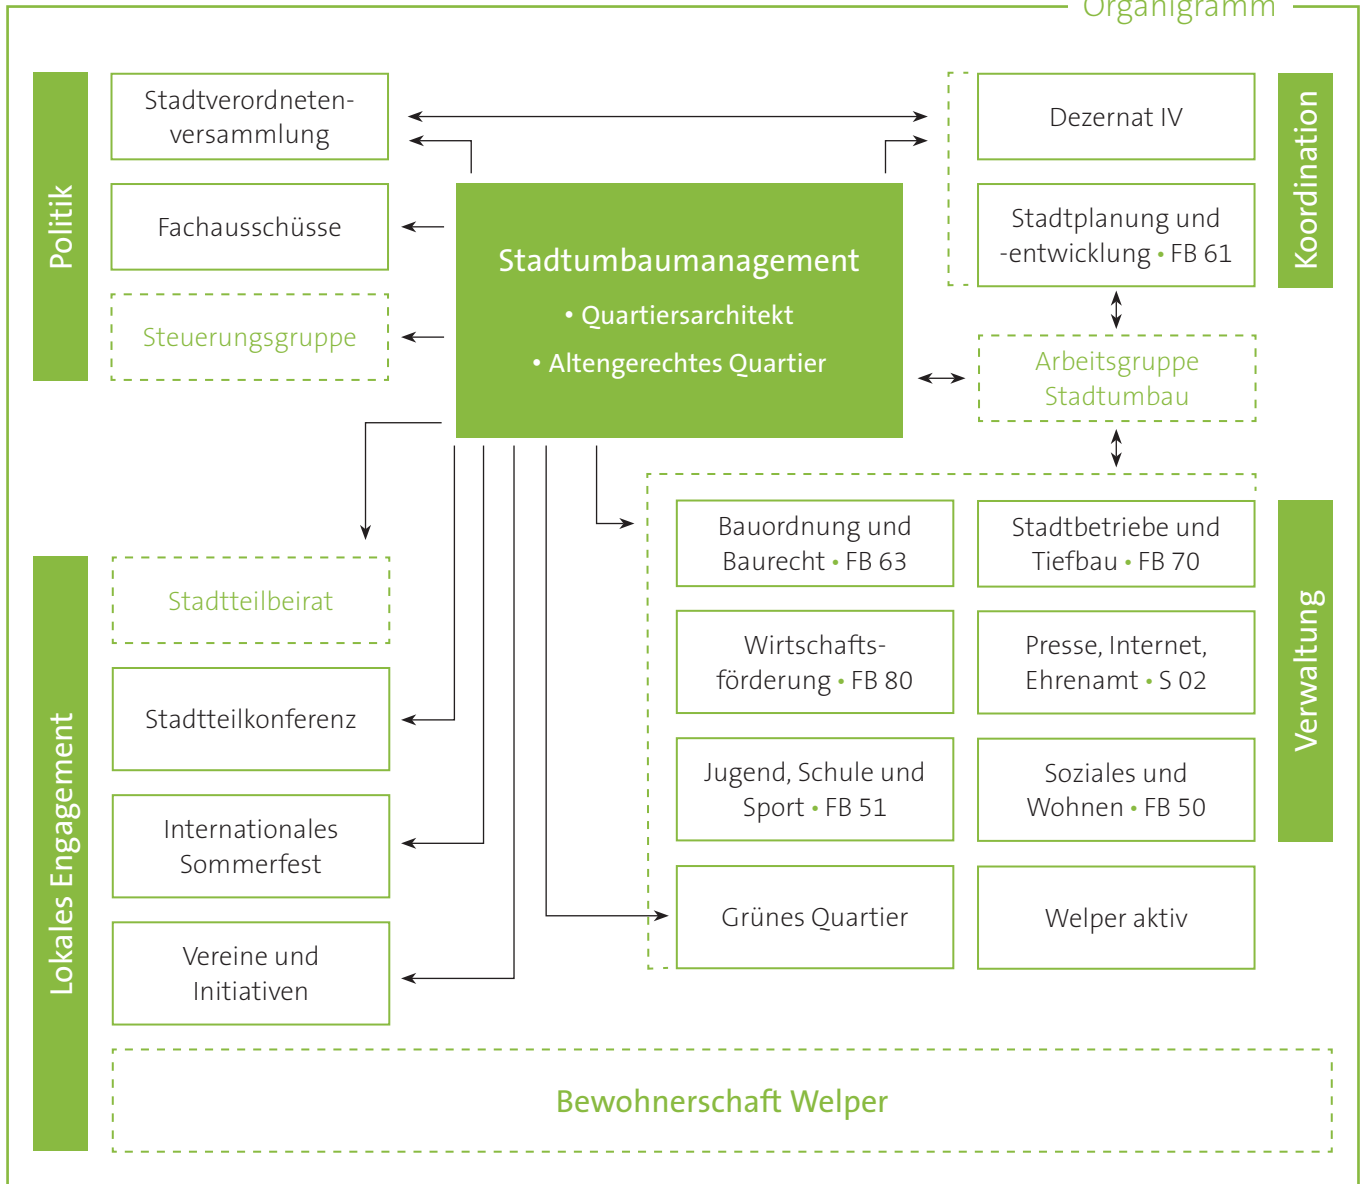 Organigramm
Politik
Stadtverordneten-
versammlung
Fachausschüsse
Steuerungsgruppe
Stadtumbaumanagement
• Quartiersarchitekt
• Altengerechtes Quartier
Koordination
Dezernat IV
Stadtplanung und
-entwicklung • FB 61
Arbeitsgruppe
Stadtumbau
Lokales Engagement
Stadtteilbeirat
Stadtteilkonferenz
Internationales
Sommerfest
Vereine und
Initiativen
Verwaltung
Bauordnung und
Baurecht • FB 63
Stadtbetriebe und
Tiefbau • FB 70
Wirtschafts-
förderung • FB 80
Presse, Internet,
Ehrenamt • S 02
Jugend, Schule und
Sport • FB 51
Soziales und
Wohnen • FB 50
Grünes Quartier
Welper aktiv
Bewohnerschaft Welper